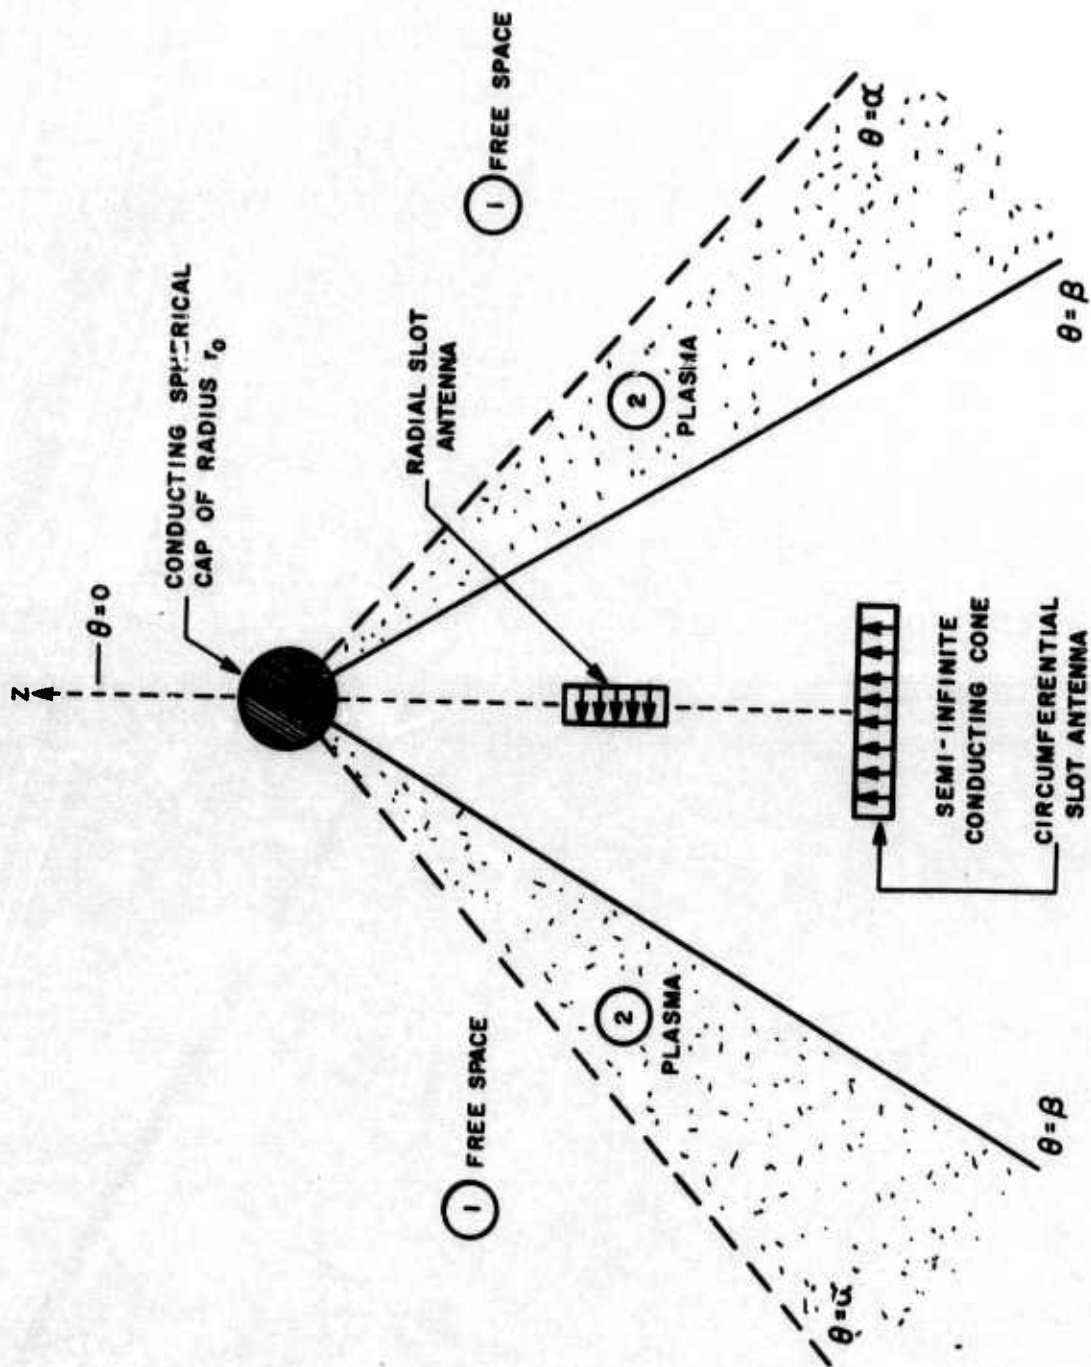 Z
θ=0
CONDUCTING SPHERICAL
CAP OF RADIUS r₀
1 FREE SPACE
1 FREE SPACE
RADIAL SLOT
ANTENNA
2
PLASMA
2
PLASMA
θ=α
θ=α
θ=β
θ=β
SEMI-INFINITE
CONDUCTING CONE
CIRCUMFERENTIAL
SLOT ANTENNA